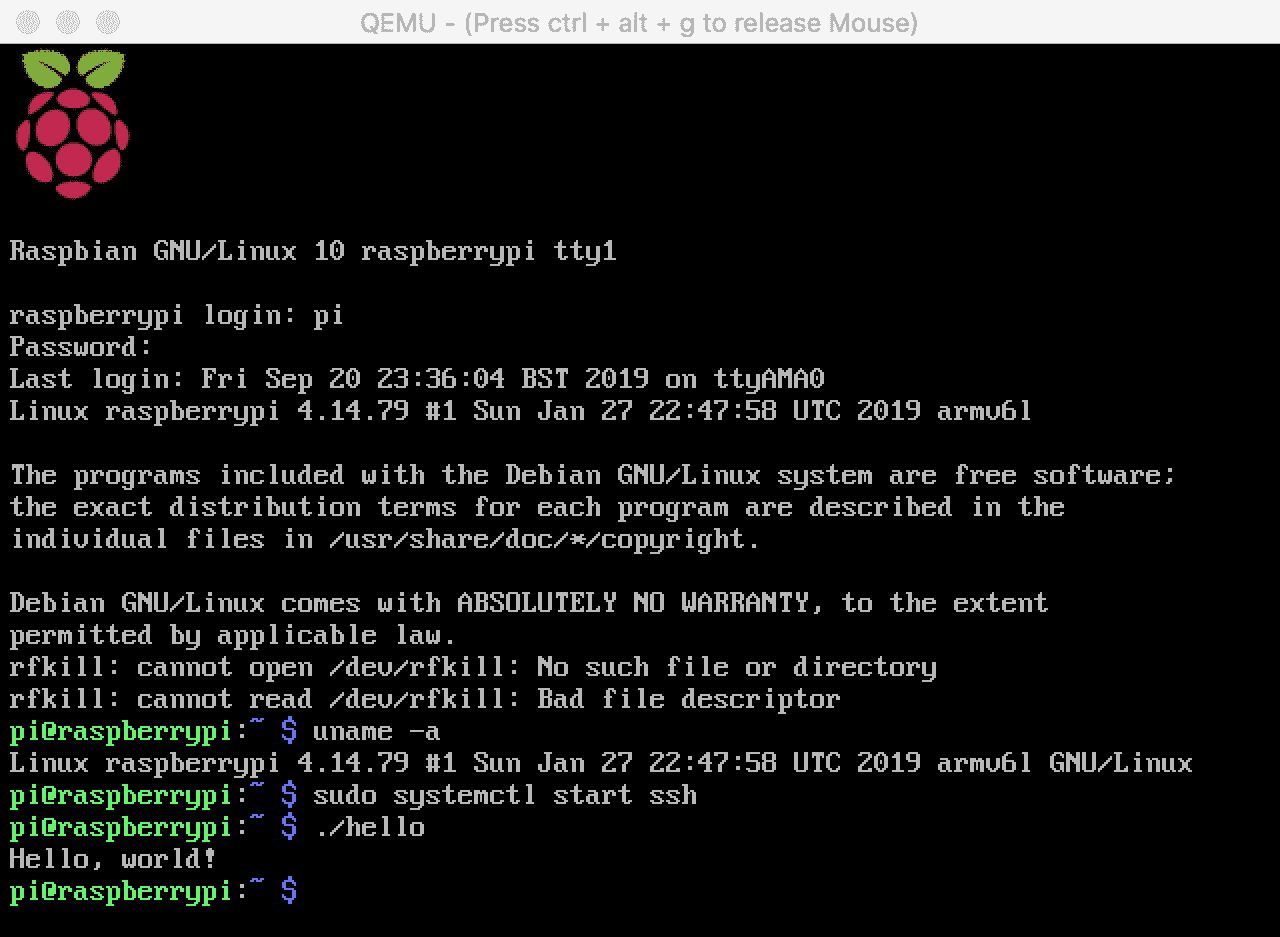 QEMU - (Press ctrl + alt + g to release Mouse)
Raspbian GNU/Linux 10 raspberrypi tty1
raspberrypi login: pi
Password:
Last login: Fri Sep 20 23:36:04 BST 2019 on ttyAMA0
Linux raspberrypi 4.14.79 #1 Sun Jan 27 22:47:58 UTC 2019 armv6l
The programs included with the Debian GNU/Linux system are free software;
the exact distribution terms for each program are described in the
individual files in /usr/share/doc/*/copyright.
Debian GNU/Linux comes with ABSOLUTELY NO WARRANTY, to the extent
permitted by applicable law.
rfkill: cannot open /dev/rfkill: No such file or directory
rfkill: cannot read /dev/rfkill: Bad file descriptor
pi@raspberrypi:~ $ uname -a
Linux raspberrypi 4.14.79 #1 Sun Jan 27 22:47:58 UTC 2019 armv6l GNU/Linux
pi@raspberrypi:~ $ sudo systemctl start ssh
pi@raspberrypi:~ $ ./hello
Hello, world!
pi@raspberrypi:~ $